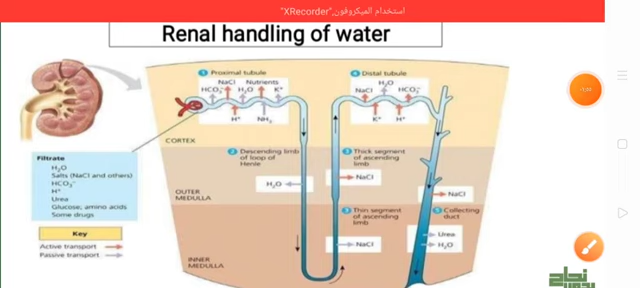 استخدام الميكروفون,"XRecorder"
Renal handling of water
1 Proximal tubule
NaCl Nutrients
HCO₃⁻ H₂O K⁺
H⁺ NH₃
4 Distal tubule
H₂O
NaCl HCO₃⁻
K⁺ H⁺
CORTEX
Filtrate
H₂O
Salts (NaCl and others)
HCO₃⁻
H⁺
Urea
Glucose, amino acids
Some drugs
Key
Active transport
Passive transport
2 Descending limb
of loop of
Henle
H₂O
3 Thick segment
of ascending
limb
NaCl
OUTER
MEDULLA
NaCl
3 Thin segment
of ascending
limb
NaCl
5 Collecting
duct
Urea
H₂O
INNER
MEDULLA
نجاح